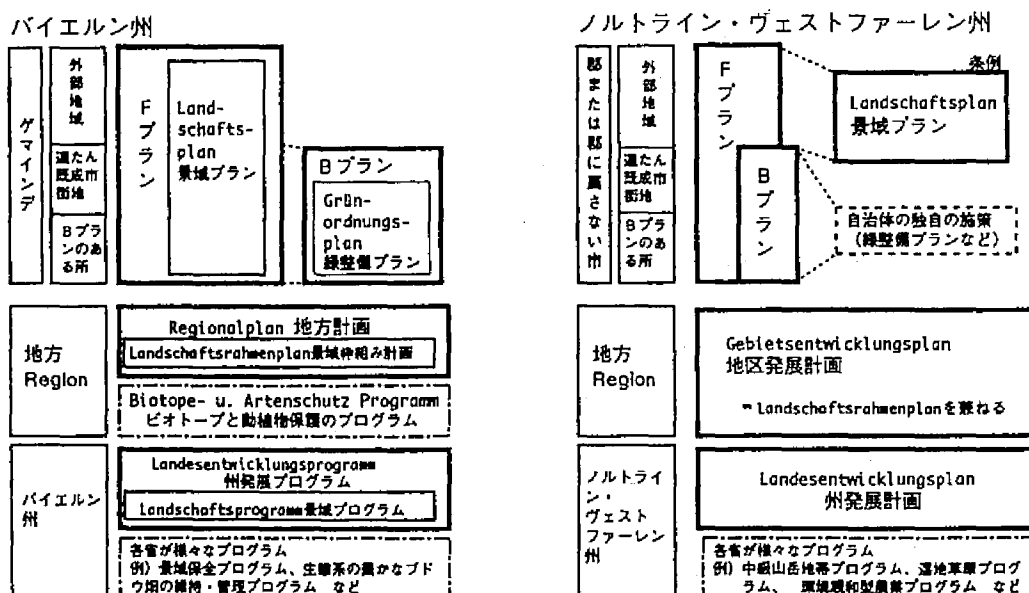 バイエルン州
ゲマインデ
外部地域
連たん
既成市
街地
Bプラ
ンのあ
る所
Fプラン
Land-
schafts-
plan
景域プラン
Bプラン
Grün-
ordnungs-
plan
緑整備プラン
地方
Region
Regionalplan 地方計画
Landschaftsrahmenplan景域枠組み計画
Biotope- u. Artenschutz Programm
ビオトープと動植物保護のプログラム
バイエルン
州
Landesentwicklungsprogramm
州発展プログラム
Landschaftsprogramm景域プログラム
各省が様々なプログラム
例）景域保全プログラム、生態系の豊かなブド
ウ畑の維持・管理プログラム など
ノルトライン・ヴェストファーレン州
郡または郡に属さない市
外部地域
連たん
既成市
街地
Bプラ
ンのあ
る所
Fプラン
Bプラン
条例
Landschaftsplan
景域プラン
自治体の独自の施策
（緑整備プランなど）
地方
Region
Gebietsentwicklungsplan
地区発展計画
= Landschaftsrahmenplanを兼ねる
ノルトライ
ン・
ヴェスト
ファーレン
州
Landesentwicklungsplan
州発展計画
各省が様々なプログラム
例）中級山岳地帯プログラム、湿地草原プログ
ラム、 環境親和型農業プログラム など